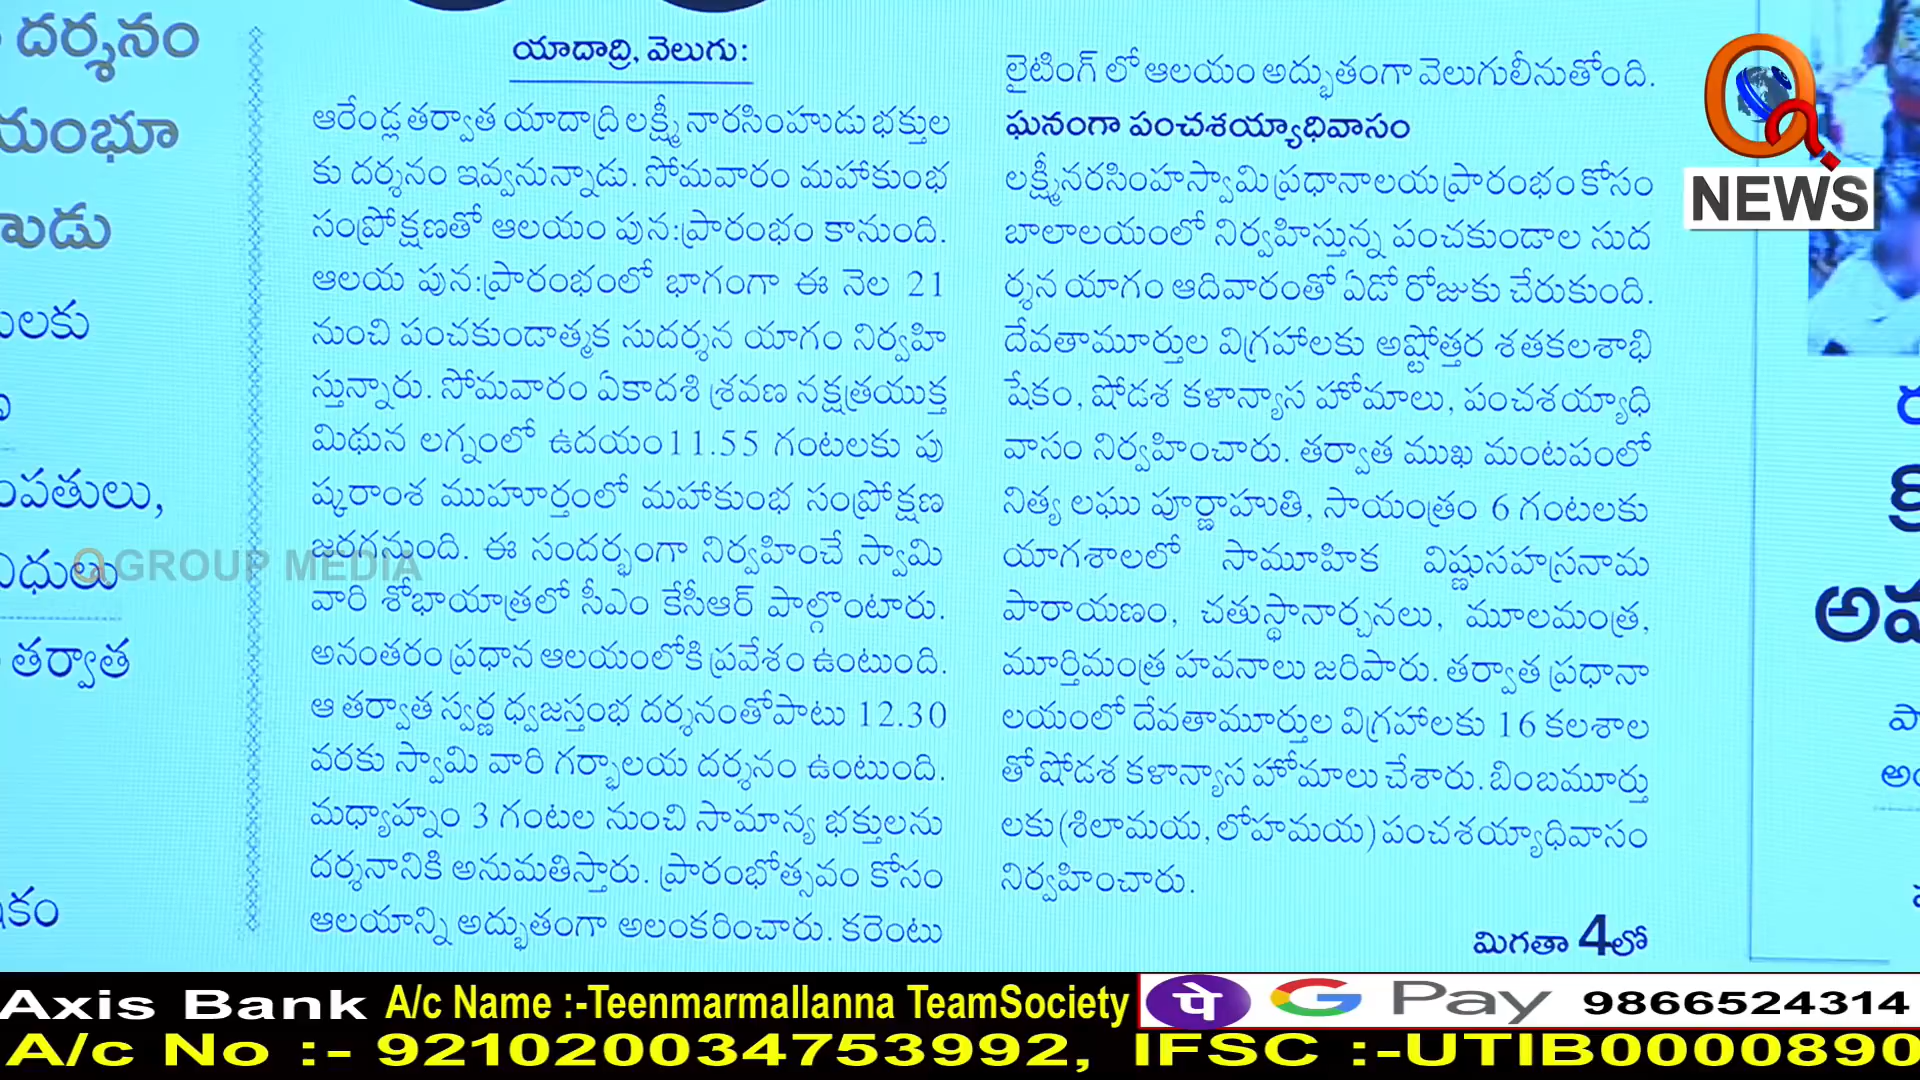 దర్శనం
యంభూ
యాదాద్రి, వెలుగు:
ఆరేండ్ల తర్వాత యాదాద్రి లక్ష్మీ నారసింహుడు భక్తుల
కు దర్శనం ఇవ్వనున్నాడు. సోమవారం మహాకుంభ
సంప్రోక్షణతో ఆలయం పున:ప్రారంభం కానుంది.
ఆలయ పున:ప్రారంభంలో భాగంగా ఈ నెల 21
నుంచి పంచకుండాత్మక సుదర్శన యాగం నిర్వహి
స్తున్నారు. సోమవారం ఏకాదశి శ్రవణ నక్షత్రయుక్త
మిథున లగ్నంలో ఉదయం11.55 గంటలకు పు
ష్కరాంశ ముహూర్తంలో మహాకుంభ సంప్రోక్షణ
జరగనుంది. ఈ సందర్భంగా నిర్వహించే స్వామి
వారి శోభాయాత్రలో సీఎం కేసీఆర్ పాల్గొంటారు.
అనంతరం ప్రధాన ఆలయంలోకి ప్రవేశం ఉంటుంది.
ఆ తర్వాత స్వర్ణ ధ్వజస్తంభ దర్శనంతోపాటు 12.30
వరకు స్వామి వారి గర్భాలయ దర్శనం ఉంటుంది.
మధ్యాహ్నం 3 గంటల నుంచి సామాన్య భక్తులను
దర్శనానికి అనుమతిస్తారు. ప్రారంభోత్సవం కోసం
ఆలయాన్ని అద్భుతంగా అలంకరించారు. కరెంటు
లైటింగ్ లో ఆలయం అద్భుతంగా వెలుగులీనుతోంది.
ఘనంగా పంచశయ్యాధివాసం
లక్ష్మీనరసింహస్వామి ప్రధానాలయ ప్రారంభం కోసం
బాలాలయంలో నిర్వహిస్తున్న పంచకుండాల సుద
ర్శన యాగం ఆదివారంతో ఏడో రోజుకు చేరుకుంది.
దేవతామూర్తుల విగ్రహాలకు అష్టోత్తర శతకలశాభి
షేకం, షోడశ కళాన్యాస హోమాలు, పంచశయ్యాధి
వాసం నిర్వహించారు. తర్వాత ముఖ మంటపంలో
నిత్య లఘు పూర్ణాహుతి, సాయంత్రం 6 గంటలకు
యాగశాలలో సామూహిక విష్ణుసహస్రనామ
పారాయణం, చతుస్థానార్చనలు, మూలమంత్ర,
మూర్తిమంత్ర హవనాలు జరిపారు. తర్వాత ప్రధానా
లయంలో దేవతామూర్తుల విగ్రహాలకు 16 కలశాల
తో షోడశ కళాన్యాస హోమాలు చేశారు. బింబమూర్తు
లకు (శిలామయ, లోహమయ) పంచశయ్యాధివాసం
నిర్వహించారు.
మిగతా 4లో
తర్వాత
Q GROUP MEDIA
Q NEWS
Axis Bank A/c Name :-Teenmarmallanna TeamSociety
पे G Pay 9866524314
A/c No :- 921020034753992, IFSC :-UTIB0000890